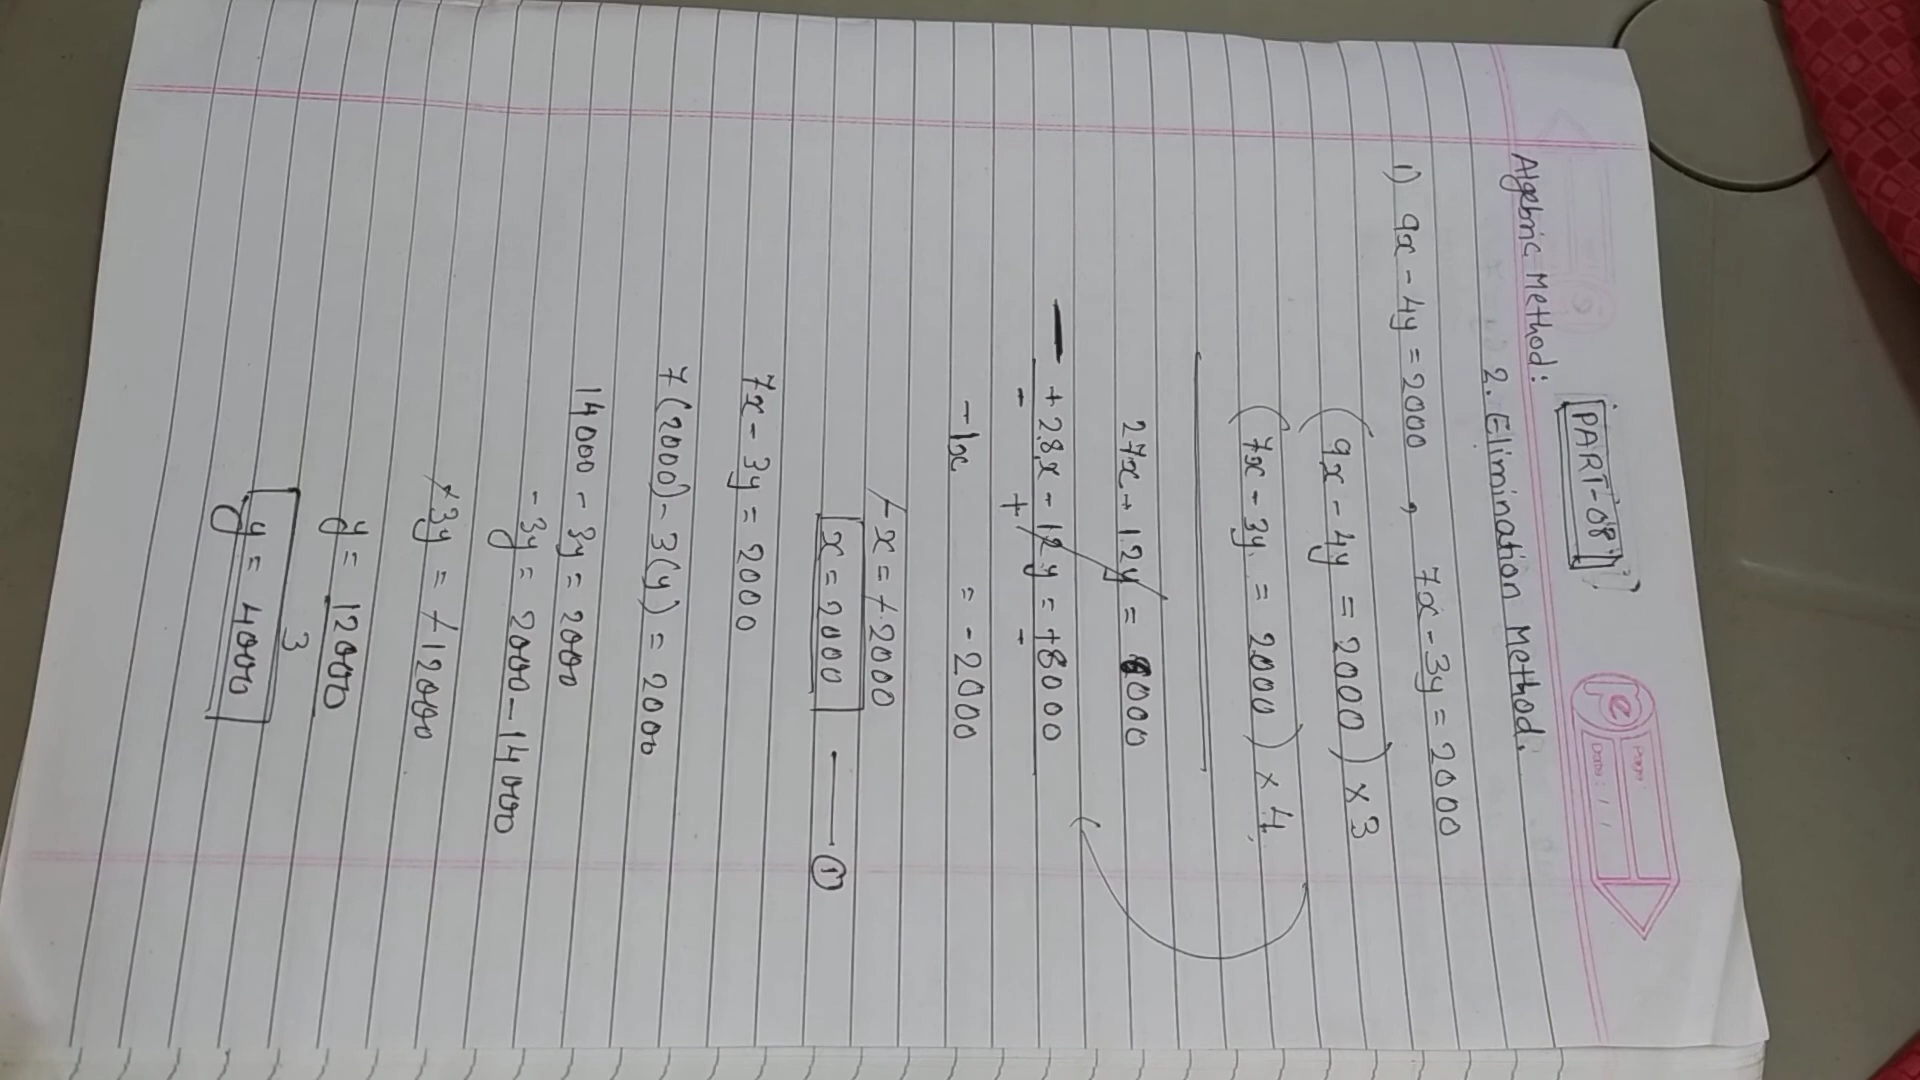 PART-08
Page:
Date: / /
Algebric Method:
2. Elimination Method.
1) 9x - 4y = 2000 , 7x - 3y = 2000
(9x - 4y = 2000) × 3
(7x - 3y = 2000) × 4
27x - 12y = 6000
- + 28x - 12y = +8000
- + -
-1x = -2000
-x = -2000
x = 2000 —— (1)
7x - 3y = 2000
7(2000) - 3(y) = 2000
14000 - 3y = 2000
-3y = 2000 - 14000
-3y = -12000
y = 12000
3
y = 4000